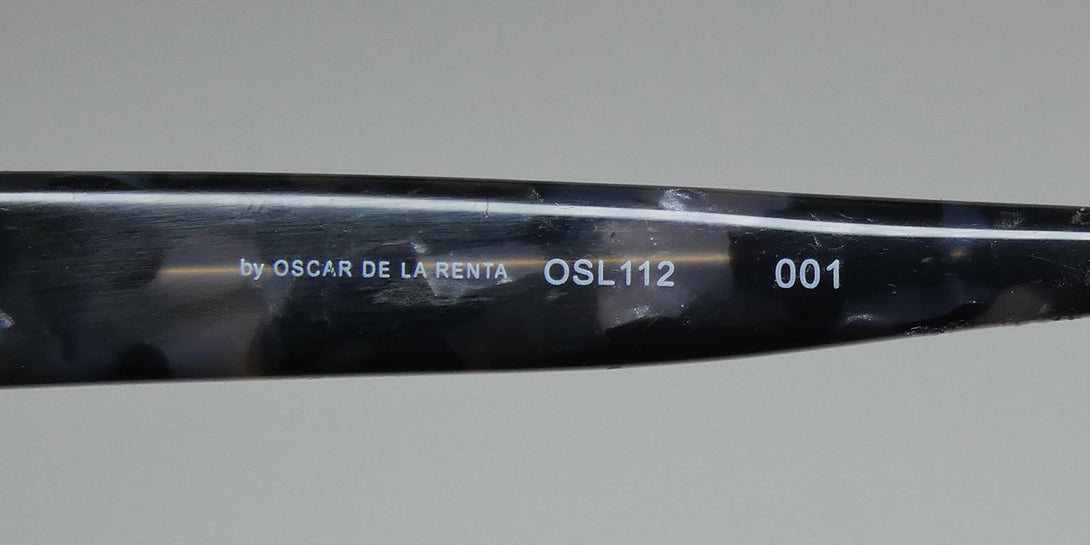 by OSCAR DE LA RENTA OSL112 001